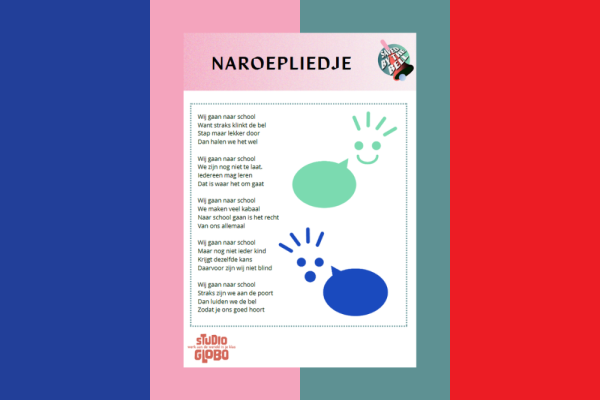 NAROEPLIEDJE
Wij gaan naar school
Want straks klinkt de bel
Stap maar lekker door
Dan halen we het wel
Wij gaan naar school
We zijn nog niet te laat.
Iedereen mag leren
Dat is waar het om gaat
Wij gaan naar school
We maken veel kabaal
Naar school gaan is het recht
Van ons allemaal
Wij gaan naar school
Maar nog niet ieder kind
Krijgt dezelfde kans
Daarvoor zijn wij niet blind
Wij gaan naar school
Straks zijn we aan de poort
Dan luiden we de bel
Zodat je ons goed hoort
STUDIO
GLOBO